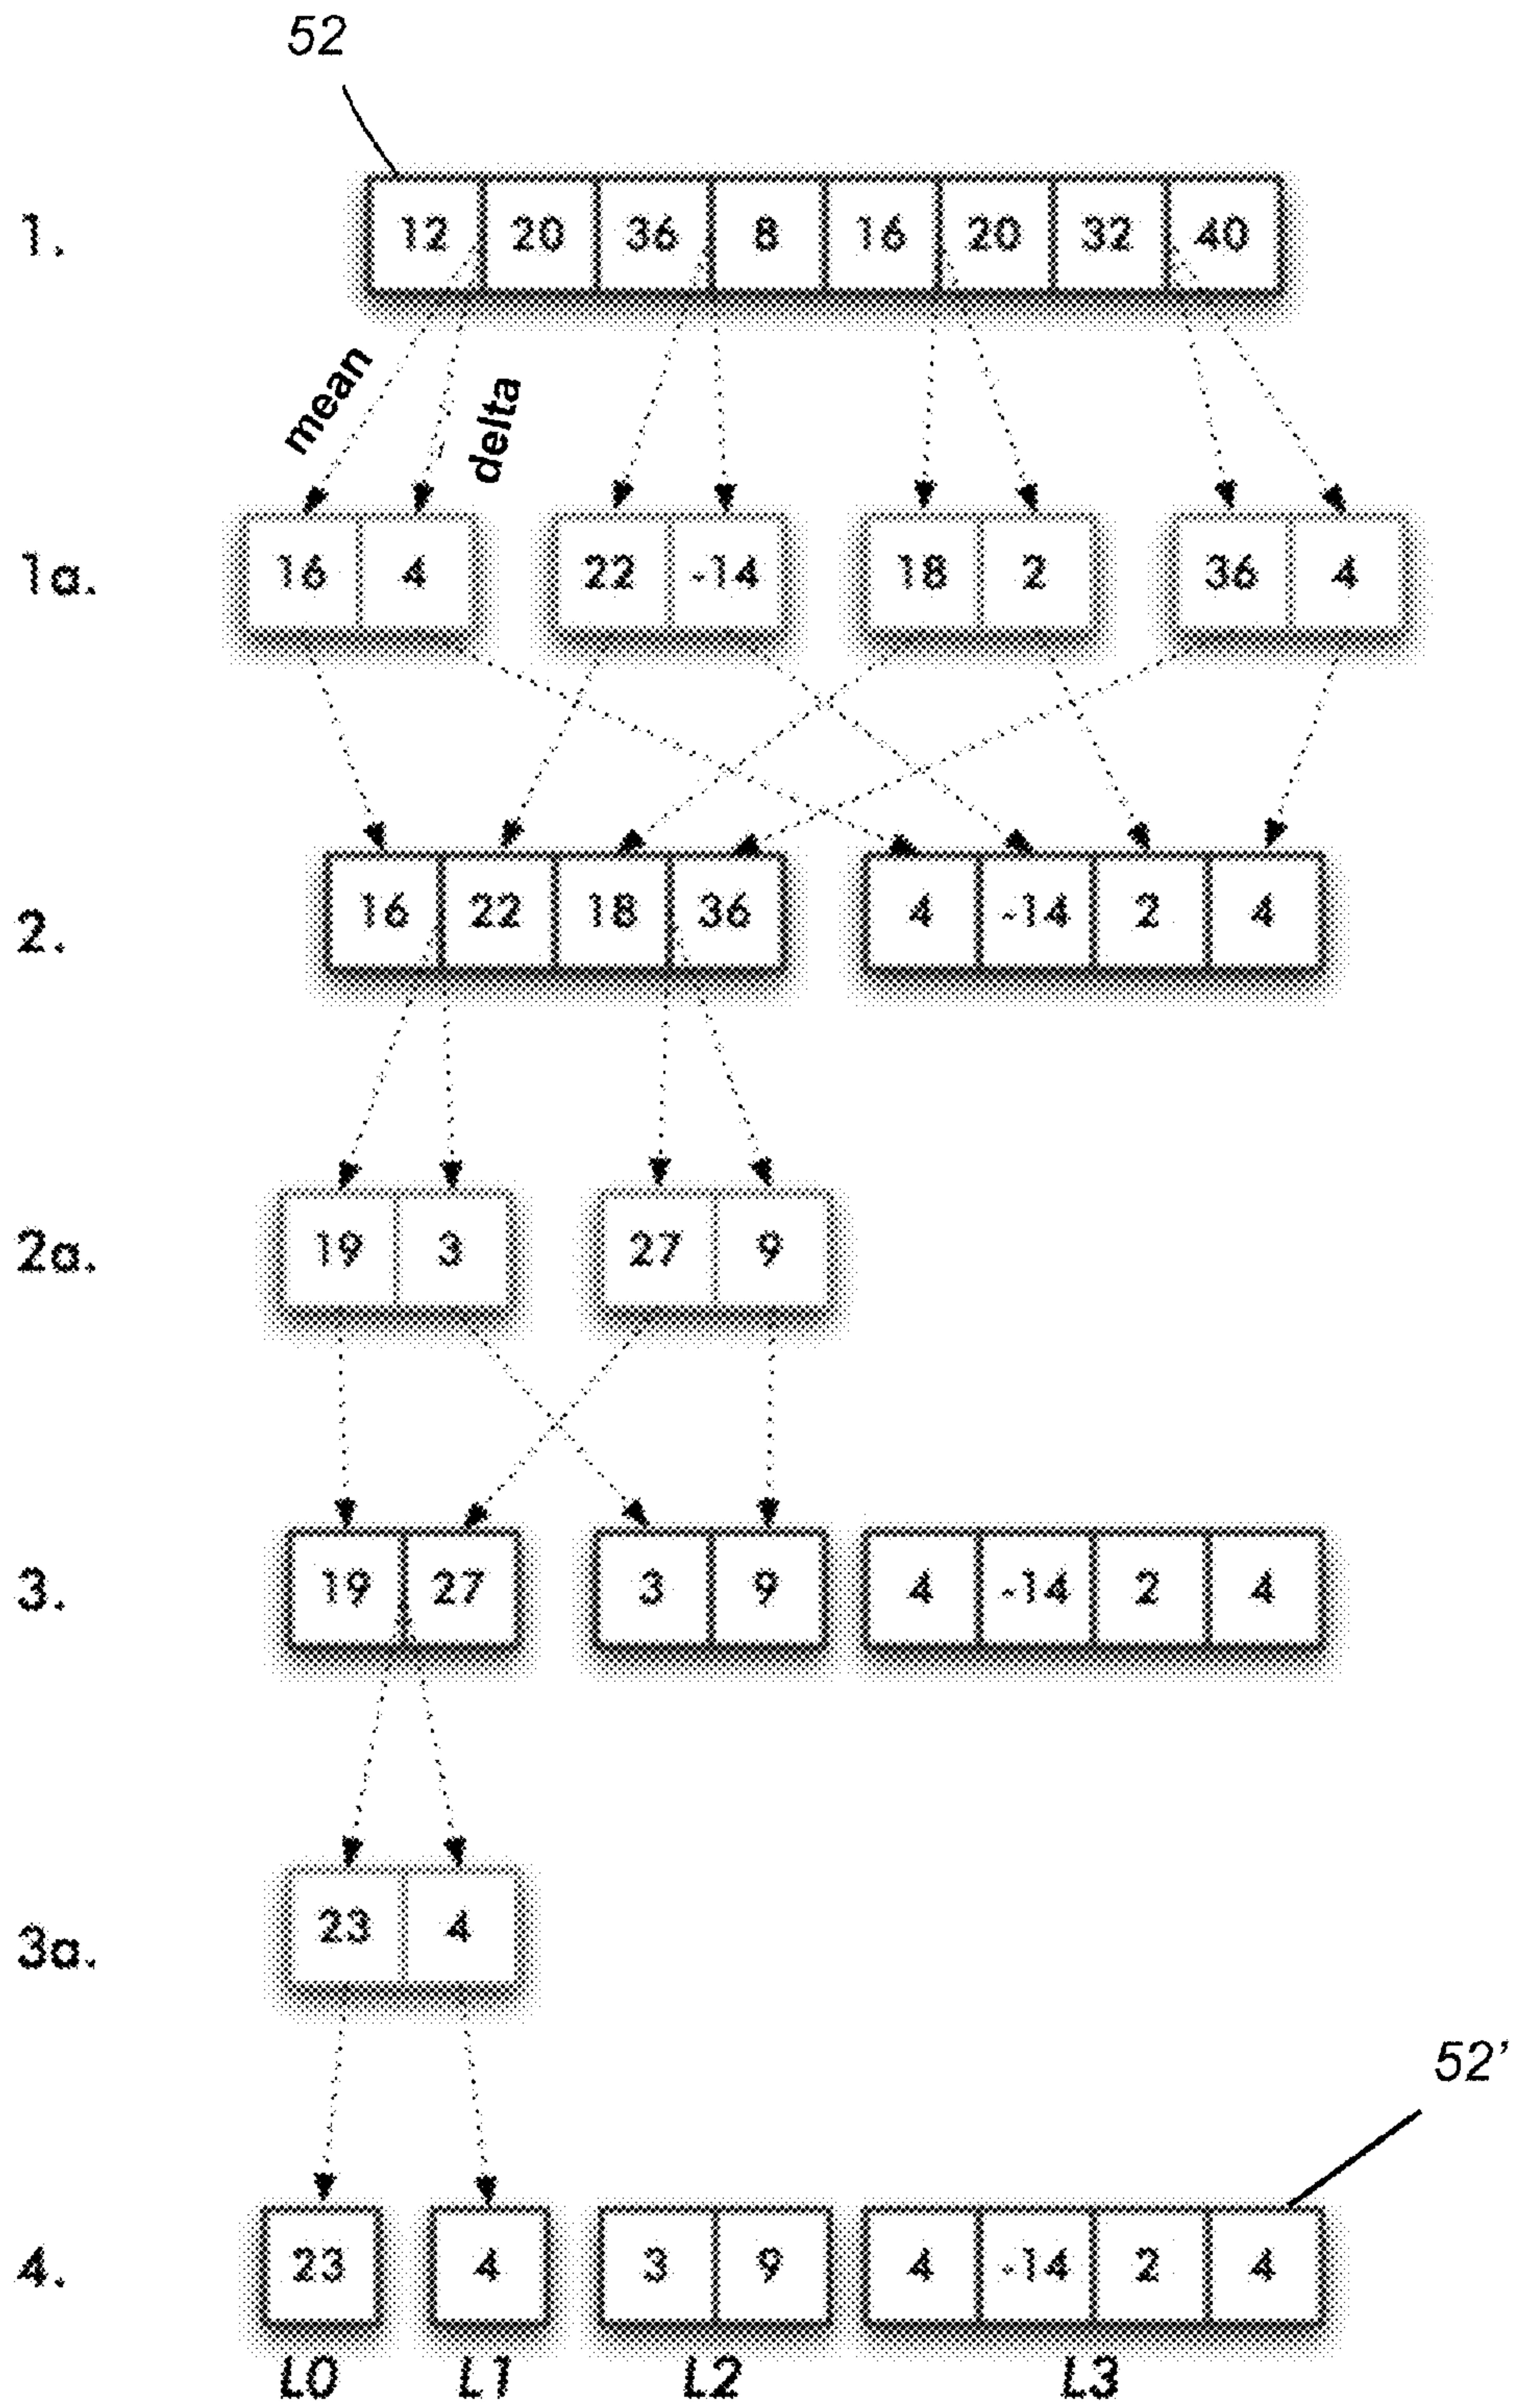 52
1. 12 20 36 8 16 20 32 40
mean delta
1a. 16 4 22 -14 18 2 36 4
2. 16 22 18 36 4 -14 2 4
2a. 19 3 27 9
3. 19 27 3 9 4 -14 2 4
3a. 23 4
52’
4. 23 4 3 9 4 -14 2 4
L0 L1 L2 L3